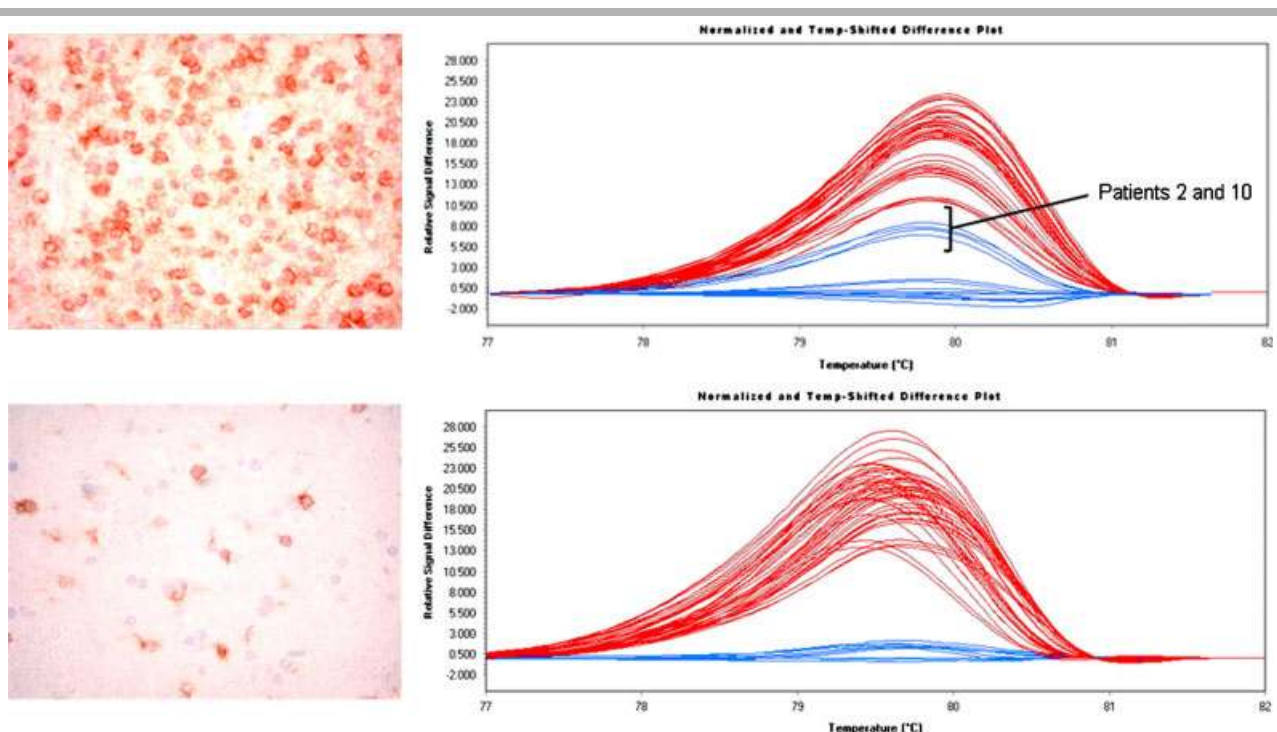 Normalized and Temp-Shifted Difference Plot
Relative Signal Difference
28.000
25.500
23.000
20.500
18.000
15.500
13.000
10.500
8.000
5.500
3.000
0.500
-2.000
Patients 2 and 10
77 78 79 80 81 82
Temperature (°C)
Normalized and Temp-Shifted Difference Plot
Relative Signal Difference
28.000
25.500
23.000
20.500
18.000
15.500
13.000
10.500
8.000
5.500
3.000
0.500
-2.000
77 78 79 80 81 82
Temperature (°C)